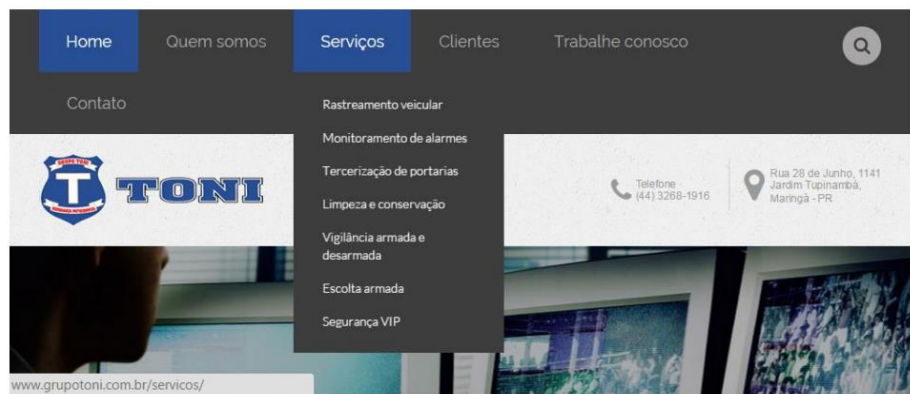 Home Quem somos Serviços Clientes Trabalhe conosco
Contato
Rastreamento veicular
Monitoramento de alarmes
Tercerização de portarias
Limpeza e conservação
Vigilância armada e
desarmada
Escolta armada
Segurança VIP
GRUPO TONI
T TONI
Telefone
(44) 3268-1916
Rua 28 de Junho, 1141
Jardim Tupinambá,
Maringá - PR
www.grupotoni.com.br/servicos/